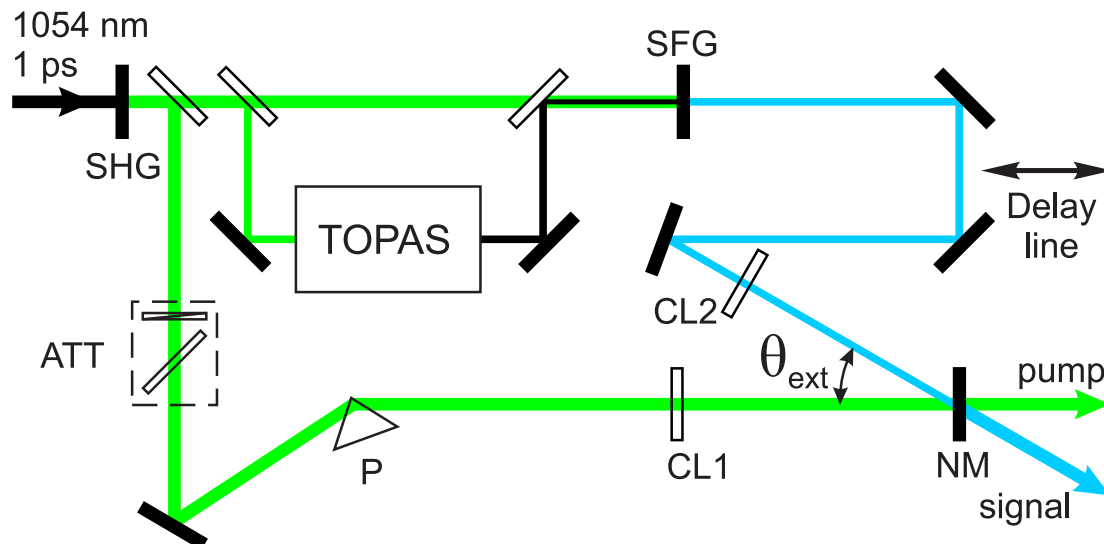 1054 nm
1 ps
SHG
SFG
TOPAS
Delay
line
CL2
ATT
θext
pump
P
CL1
NM
signal